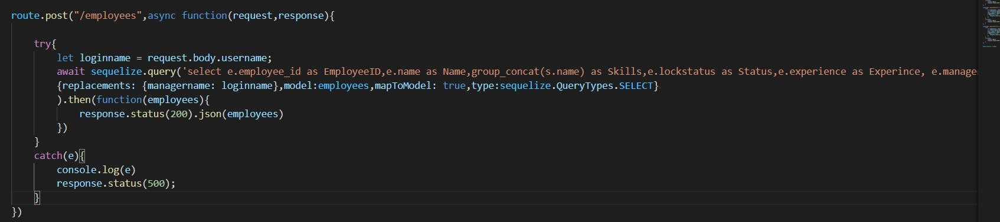 route.post("/employees",async function(request,response){
try{
let loginname = request.body.username;
await sequelize.query('select e.employee_id as EmployeeID,e.name as Name,group_concat(s.name) as Skills,e.lockstatus as Status,e.experience as Experince, e.manage
{replacements: {managername: loginname},model:employees,mapToModel: true,type:sequelize.QueryTypes.SELECT}
).then(function(employees){
response.status(200).json(employees)
})
}
catch(e){
console.log(e)
response.status(500);
}
})